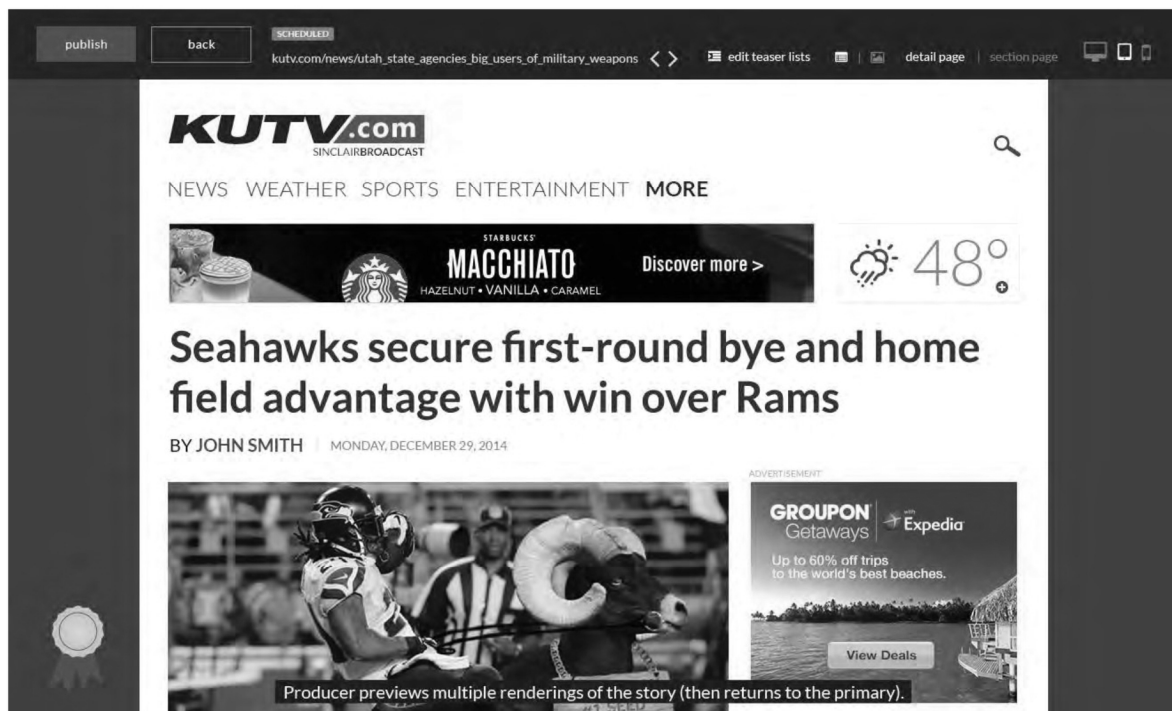 publish
back
SCHEDULED
kutv.com/news/utah_state_agencies_big_users_of_military_weapons
edit teaser lists
detail page | section page
KUTV.com
SINCLAIRBROADCAST
NEWS WEATHER SPORTS ENTERTAINMENT MORE
STARBUCKS®
MACCHIATO
HAZELNUT • VANILLA • CARAMEL
Discover more >
48°
Seahawks secure first-round bye and home
field advantage with win over Rams
BY JOHN SMITH
MONDAY, DECEMBER 29, 2014
ADVERTISEMENT
GROUPON
Getaways
with
Expedia
Up to 60% off trips
to the world's best beaches.
View Deals
#1 SEED
Producer previews multiple renderings of the story (then returns to the primary).